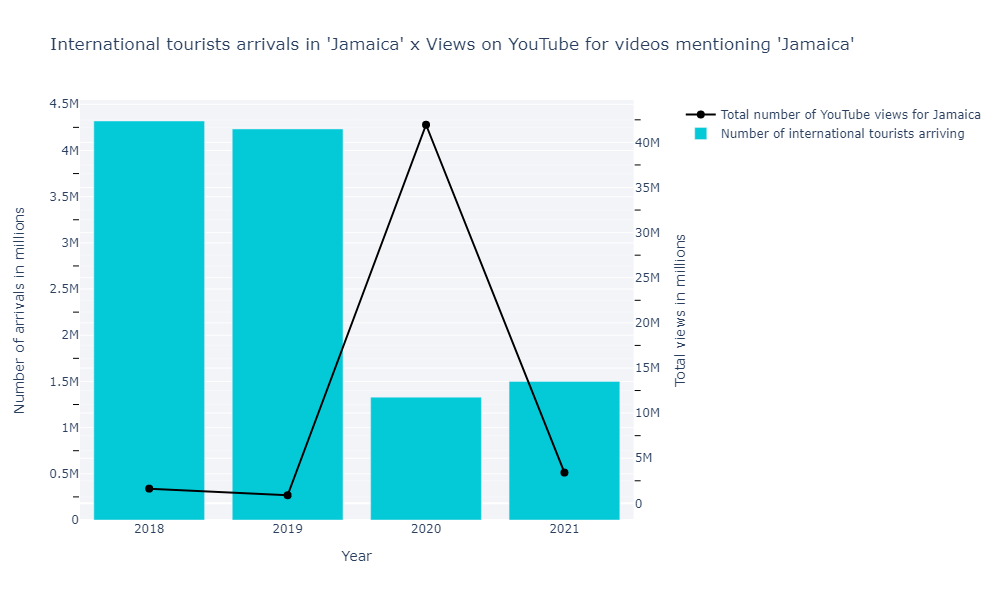 International tourists arrivals in 'Jamaica' x Views on YouTube for videos mentioning 'Jamaica'
Total number of YouTube views for Jamaica
Number of international tourists arriving
Number of arrivals in millions
4.5M
4M
3.5M
3M
2.5M
2M
1.5M
1M
0.5M
0
40M
35M
30M
25M
20M
15M
10M
5M
0
Total views in millions
2018 2019 2020 2021
Year